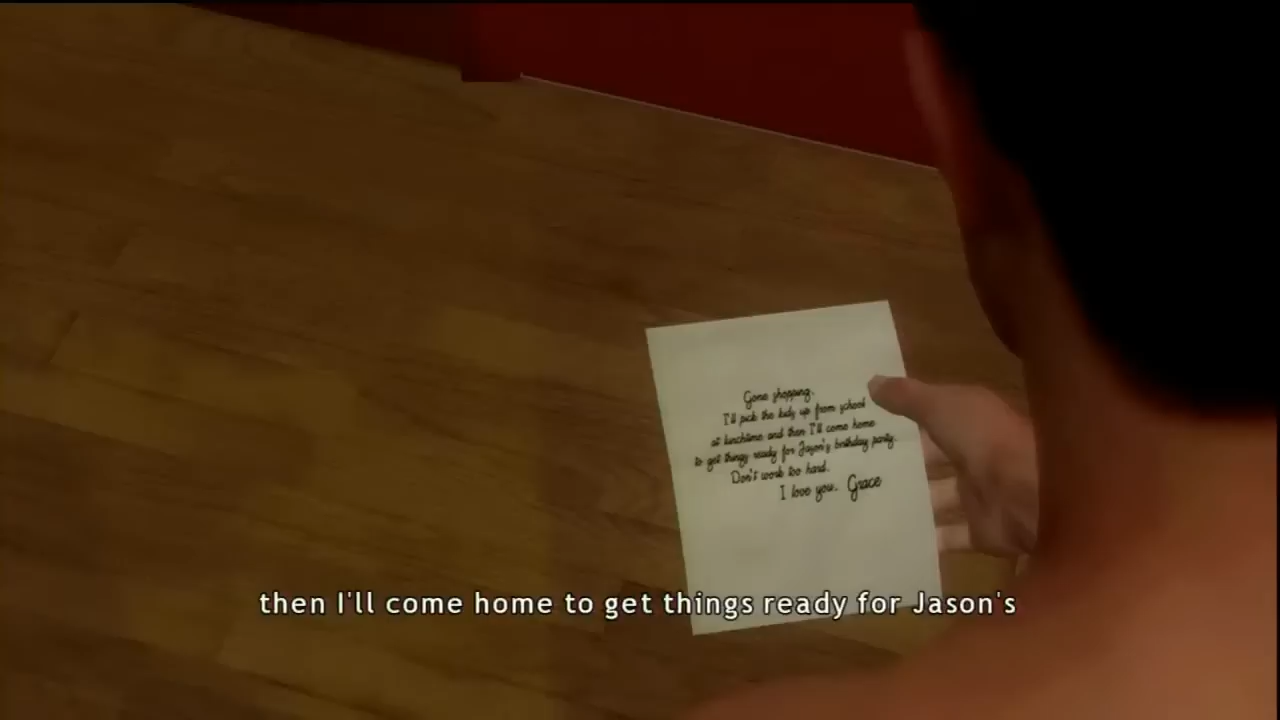 Gone shopping.
I'll pick the kids up from school
at lunchtime and then I'll come home
to get things ready for Jason's birthday party.
Don't work too hard.
I love you. Grace
then I'll come home to get things ready for Jason's